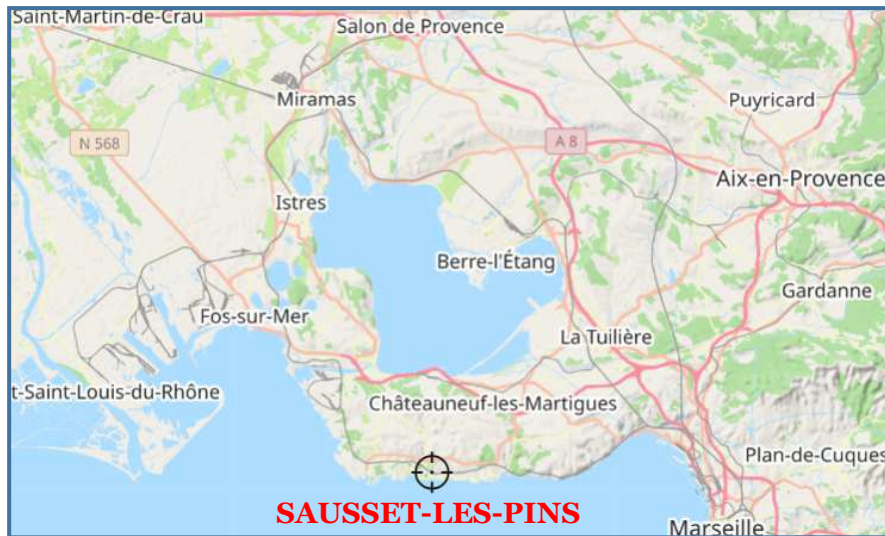 Saint-Martin-de-Crau
Salon de Provence
Miramas
Puyricard
N 568
A 8
Aix-en-Provence
Istres
Berre-l'Étang
Gardanne
Fos-sur-Mer
La Tuilière
t-Saint-Louis-du-Rhône
Châteauneuf-les-Martigues
Plan-de-Cuques
SAUSSET-LES-PINS
Marseille